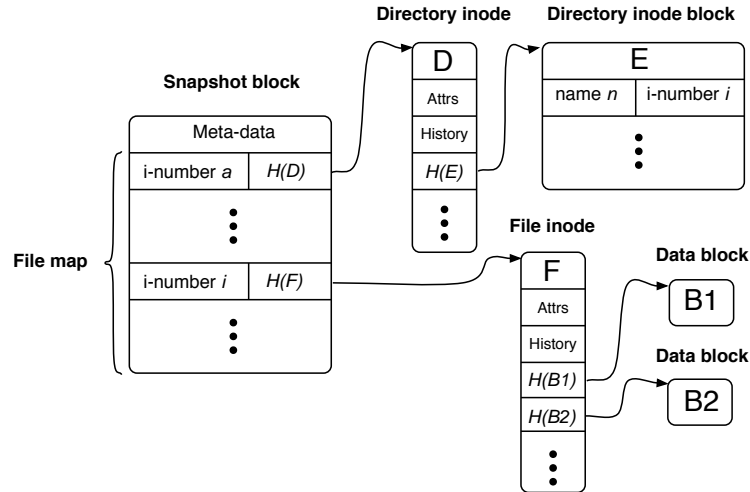 Directory inode
Directory inode block
Snapshot block
D
Attrs
History
H(E)
E
name n
i-number i
Meta-data
i-number a
H(D)
File map
i-number i
H(F)
File inode
F
Attrs
History
H(B1)
H(B2)
Data block
B1
Data block
B2